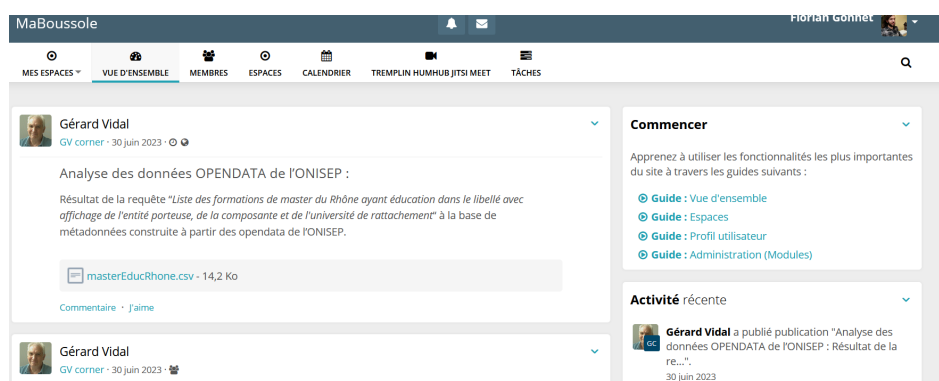 MaBoussole
Florian Gonnet
MES ESPACES
VUE D'ENSEMBLE
MEMBRES
ESPACES
CALENDRIER
TREMPLIN HUMHUB JITSI MEET
TÂCHES
Gérard Vidal
GV corner · 30 juin 2023 ·
Analyse des données OPENDATA de l'ONISEP :
Résultat de la requête "Liste des formations de master du Rhône ayant éducation dans le libellé avec
affichage de l'entité porteuse, de la composante et de l'université de rattachement" à la base de
métadonnées construite à partir des opendata de l'ONISEP.
masterEducRhone.csv - 14,2 Ko
Commentaire · J'aime
Gérard Vidal
GV corner · 30 juin 2023 ·
Commencer
Apprenez à utiliser les fonctionnalités les plus importantes
du site à travers les guides suivants :
Guide : Vue d'ensemble
Guide : Espaces
Guide : Profil utilisateur
Guide : Administration (Modules)
Activité récente
GC
Gérard Vidal a publié publication "Analyse des
données OPENDATA de l'ONISEP : Résultat de la
re...".
30 juin 2023